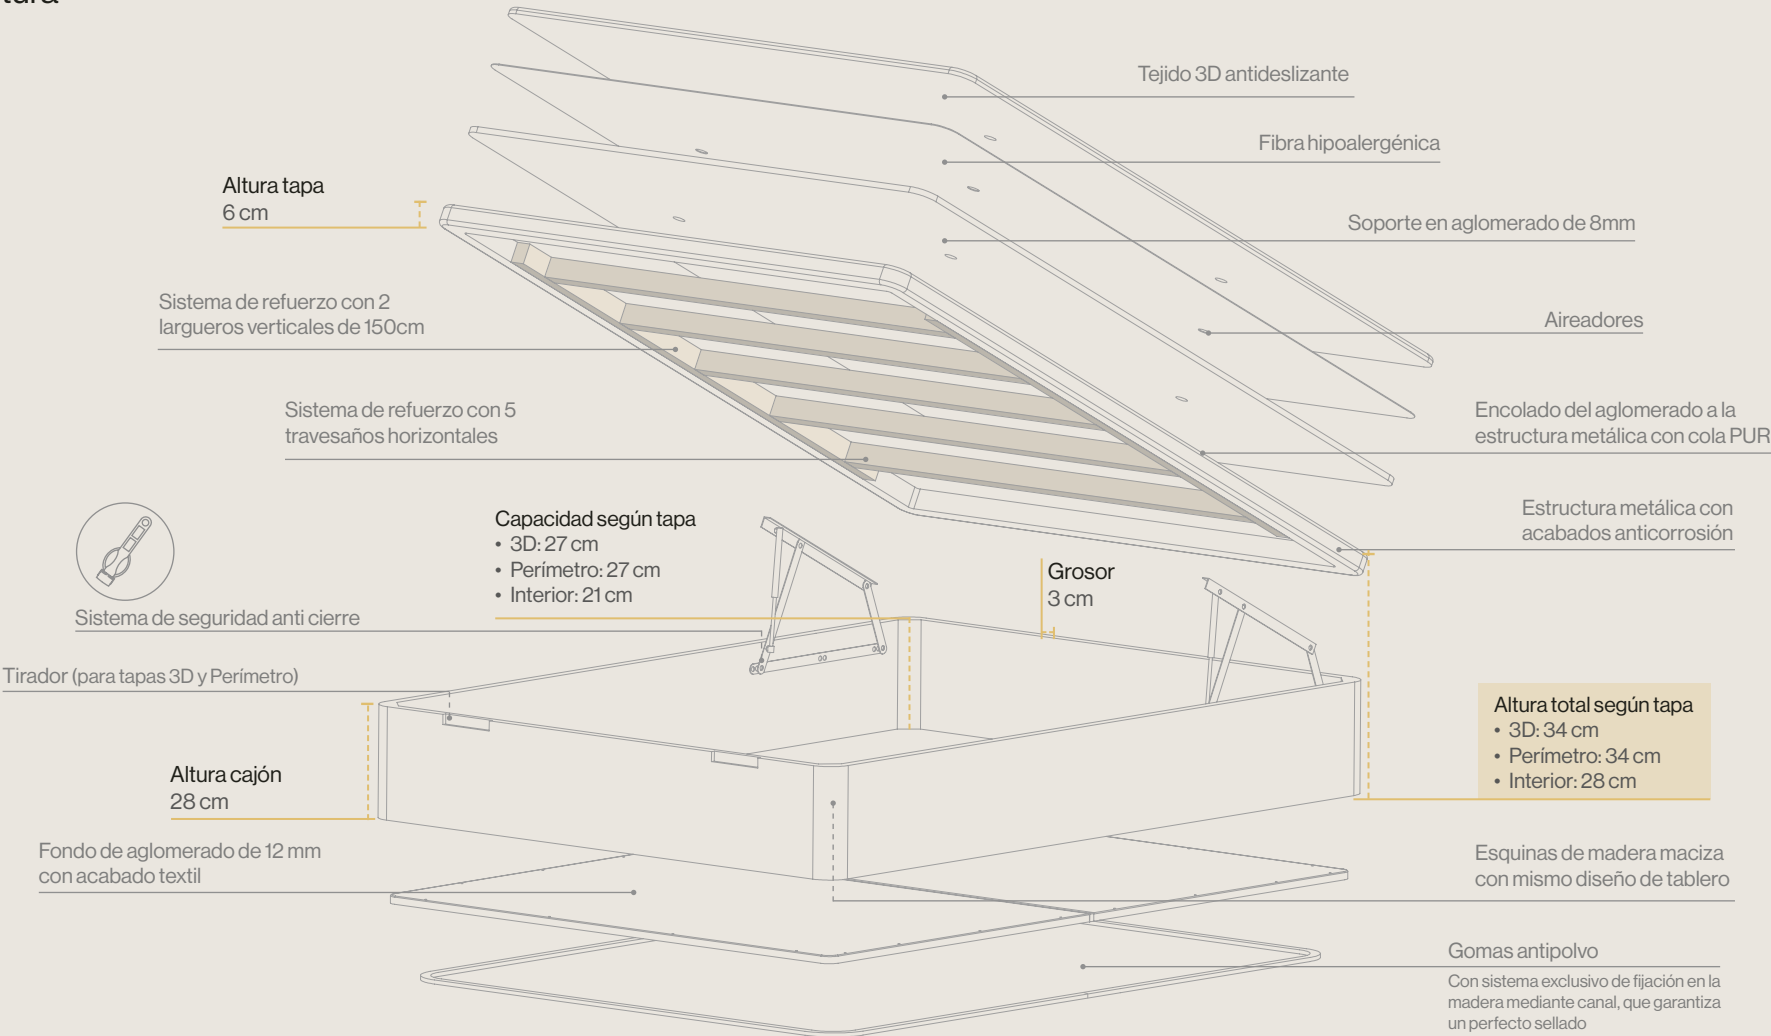 Tejido 3D antideslizante
Fibra hipoalergénica
Altura tapa
6 cm
Soporte en aglomerado de 8mm
Sistema de refuerzo con 2
largueros verticales de 150cm
Aireadores
Sistema de refuerzo con 5
travesaños horizontales
Encolado del aglomerado a la
estructura metálica con cola PUR
Estructura metálica con
acabados anticorrosión
Capacidad según tapa
• 3D: 27 cm
• Perímetro: 27 cm
• Interior: 21 cm
Grosor
3 cm
Sistema de seguridad anti cierre
Tirador (para tapas 3D y Perímetro)
Altura total según tapa
• 3D: 34 cm
• Perímetro: 34 cm
• Interior: 28 cm
Altura cajón
28 cm
Fondo de aglomerado de 12 mm
con acabado textil
Esquinas de madera maciza
con mismo diseño de tablero
Gomas antipolvo
Con sistema exclusivo de fijación en la
madera mediante canal, que garantiza
un perfecto sellado